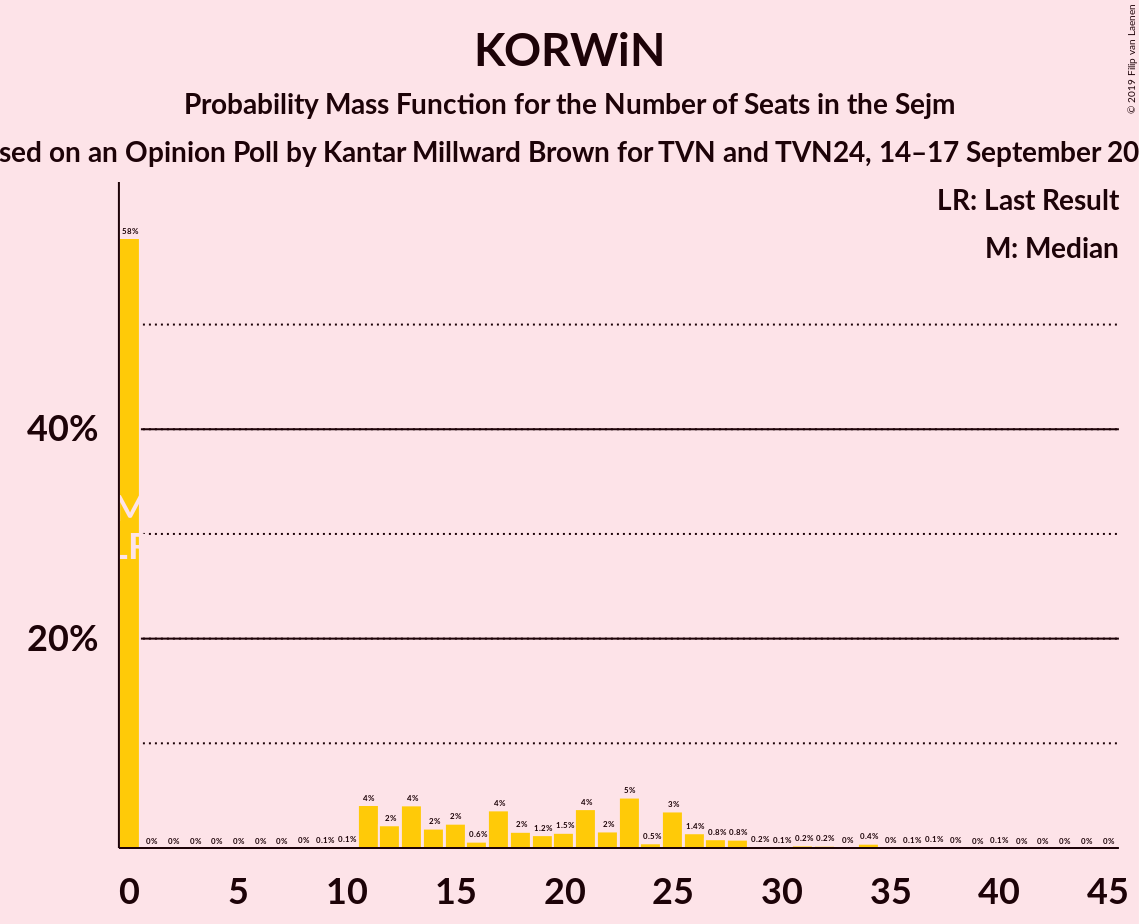 KORWiN
Probability Mass Function for the Number of Seats in the Sejm
sed on an Opinion Poll by Kantar Millward Brown for TVN and TVN24, 14–17 September 20
© 2019 Filip van Laenen
LR: Last Result
M: Median
58%
40%
M
LR
20%
0% 0% 0% 0% 0% 0% 0% 0% 0.1% 0.1% 4% 2% 4% 2% 2% 0.6% 4% 2% 1.2% 1.5% 4% 2% 5% 0.5% 3% 1.4% 0.8% 0.8% 0.2% 0.1% 0.2% 0.2% 0% 0.4% 0% 0.1% 0.1% 0% 0% 0.1% 0% 0% 0% 0% 0%
0 5 10 15 20 25 30 35 40 45